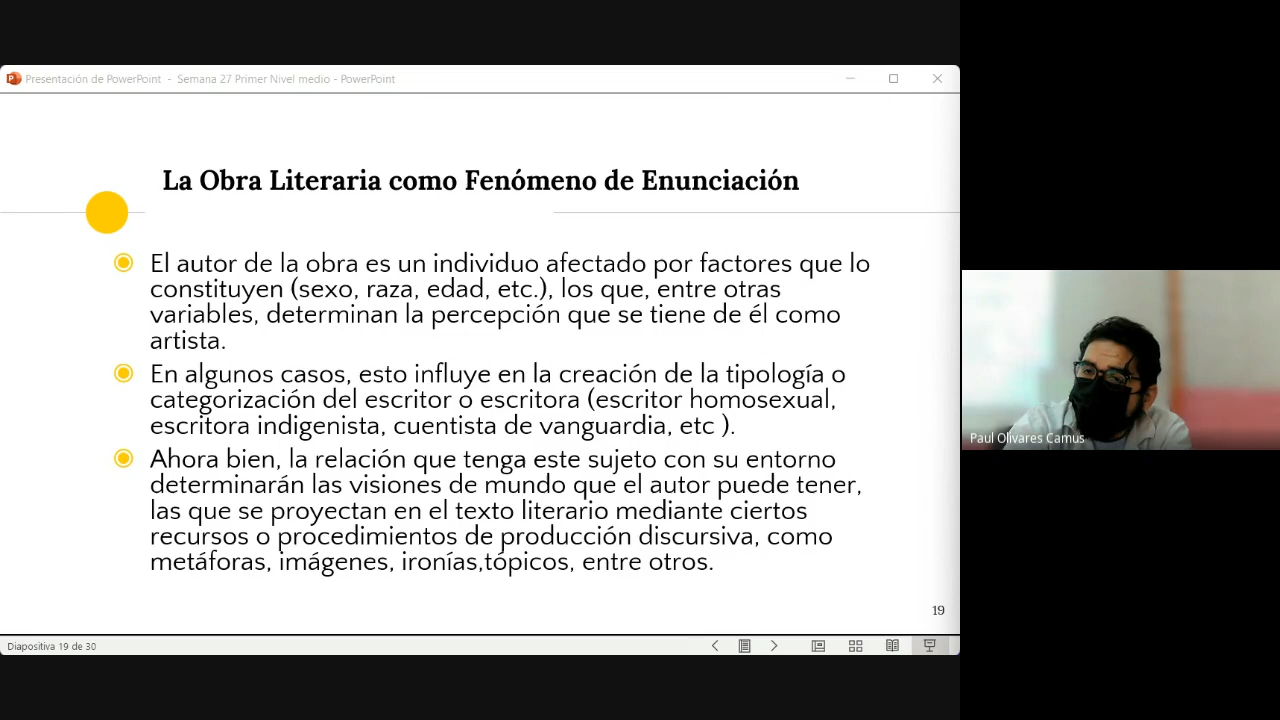 Presentación de PowerPoint - Semana 27 Primer Nivel medio - PowerPoint
La Obra Literaria como Fenómeno de Enunciación
El autor de la obra es un individuo afectado por factores que lo
constituyen (sexo, raza, edad, etc.), los que, entre otras
variables, determinan la percepción que se tiene de él como
artista.
En algunos casos, esto influye en la creación de la tipología o
categorización del escritor o escritora (escritor homosexual,
escritora indigenista, cuentista de vanguardia, etc ).
Ahora bien, la relación que tenga este sujeto con su entorno
determinarán las visiones de mundo que el autor puede tener,
las que se proyectan en el texto literario mediante ciertos
recursos o procedimientos de producción discursiva, como
metáforas, imágenes, ironías,tópicos, entre otros.
19
Diapositiva 19 de 30
Paul Olivares Camus